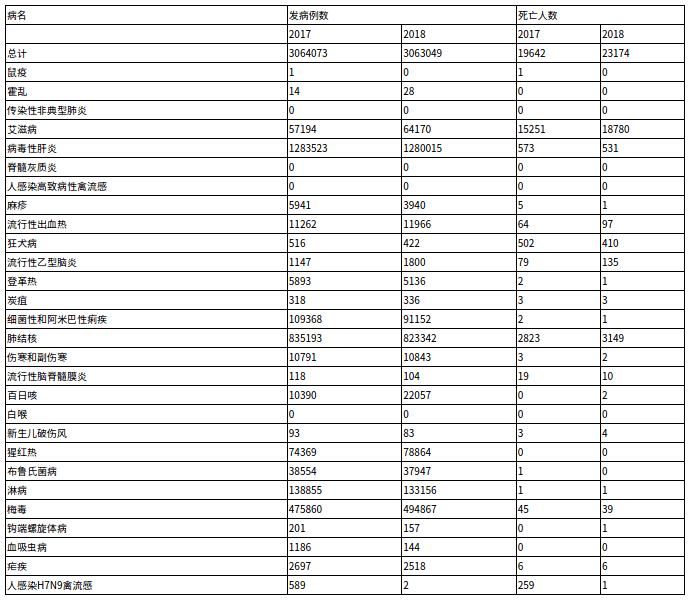 病名 发病例数 死亡人数
2017 2018 2017 2018
总计 3064073 3063049 19642 23174
鼠疫 1 0 1 0
霍乱 14 28 0 0
传染性非典型肺炎 0 0 0 0
艾滋病 57194 64170 15251 18780
病毒性肝炎 1283523 1280015 573 531
脊髓灰质炎 0 0 0 0
人感染高致病性禽流感 0 0 0 0
麻疹 5941 3940 5 1
流行性出血热 11262 11966 64 97
狂犬病 516 422 502 410
流行性乙型脑炎 1147 1800 79 135
登革热 5893 5136 2 1
炭疽 318 336 3 3
细菌性和阿米巴性痢疾 109368 91152 2 1
肺结核 835193 823342 2823 3149
伤寒和副伤寒 10791 10843 3 2
流行性脑脊髓膜炎 118 104 19 10
百日咳 10390 22057 0 2
白喉 0 0 0 0
新生儿破伤风 93 83 3 4
猩红热 74369 78864 0 0
布鲁氏菌病 38554 37947 1 0
淋病 138855 133156 1 1
梅毒 475860 494867 45 39
钩端螺旋体病 201 157 0 1
血吸虫病 1186 144 0 0
疟疾 2697 2518 6 6
人感染H7N9禽流感 589 2 259 1